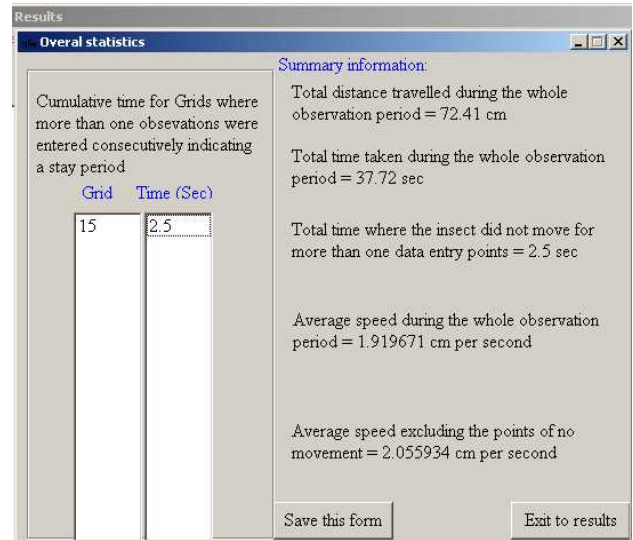 Results
Overal statistics
Cumulative time for Grids where
more than one obsevations were
entered consecutively indicating
a stay period
Grid Time (Sec)
15 2.5
Summary information:
Total distance travelled during the whole
observation period = 72.41 cm
Total time taken during the whole observation
period = 37.72 sec
Total time where the insect did not move for
more than one data entry points = 2.5 sec
Average speed during the whole observation
period = 1.919671 cm per second
Average speed excluding the points of no
movement = 2.055934 cm per second
Save this form
Exit to results